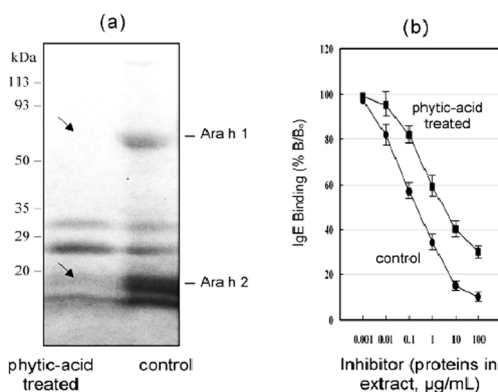 (a)
kDa
113
93
50
35
29
20
Ara h 1
Ara h 2
phytic-acid
treated
control
(b)
IgE Binding (% B/B₀)
120
100
80
60
40
20
0
phytic-acid
treated
control
0.001 0.01 0.1 1 10 100
Inhibitor (proteins in
extract, µg/mL)